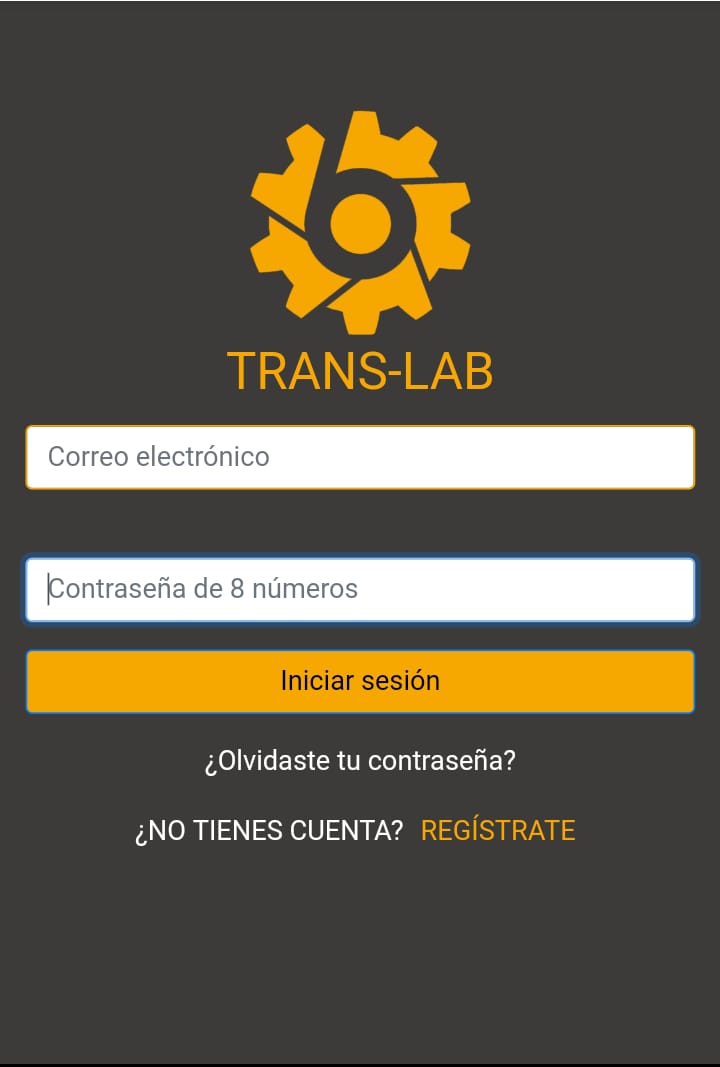 TRANS-LAB
Correo electrónico
Contraseña de 8 números
Iniciar sesión
¿Olvidaste tu contraseña?
¿NO TIENES CUENTA? REGÍSTRATE